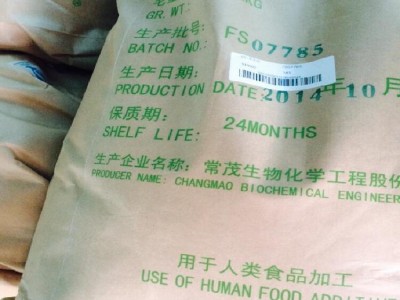 KG
GR.WT:
生产批号:
BATCH NO.: FS07785
生产日期:
PRODUCTION DATE 2014年10月
保质期:
SHELF LIFE: 24MONTHS
生产企业名称: 常茂生物化学工程股份
PRODUCER NAME: CHANGMAO BIOCHEMICAL ENGINEER
用于人类食品加工
USE OF HUMAN FOOD ADDIT